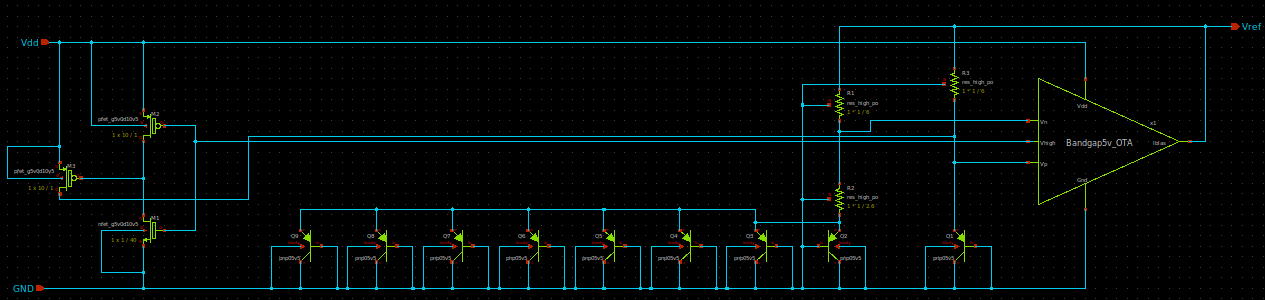 Vref
Vdd
R3
res_high_po
1 * 1 / 6
R1
res_high_po
1 * 1 / 6
Vdd
M2
pfet_g5v0d10v5
1 x 10 / 1
Vn
x1
Vhigh
Bandgap5v_OTA
ibias
Vp
M3
pfet_g5v0d10v5
1 x 10 / 1
Gnd
R2
res_high_po
1 * 1 / 2.6
M1
nfet_g5v0d10v5
1 x 1 / 40
Q9
Q8
Q7
Q6
Q5
Q4
Q3
Q2
Q1
pnp05v5
pnp05v5
pnp05v5
pnp05v5
pnp05v5
pnp05v5
pnp05v5
pnp05v5
pnp05v5
GND